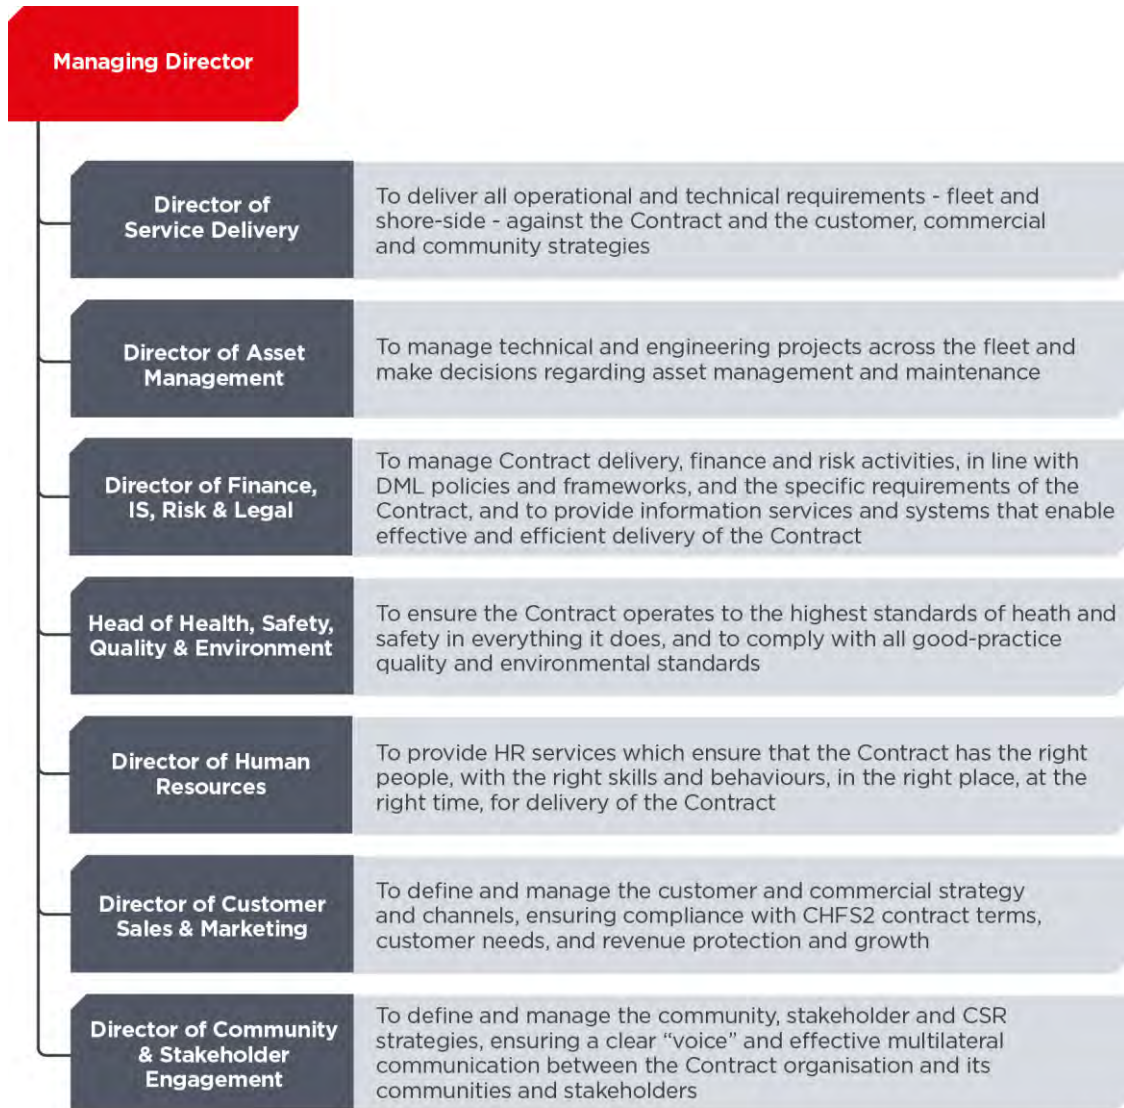 Managing Director
Director of
Service Delivery
To deliver all operational and technical requirements - fleet and
shore-side - against the Contract and the customer, commercial
and community strategies
Director of Asset
Management
To manage technical and engineering projects across the fleet and
make decisions regarding asset management and maintenance
Director of Finance,
IS, Risk & Legal
To manage Contract delivery, finance and risk activities, in line with
DML policies and frameworks, and the specific requirements of the
Contract, and to provide information services and systems that enable
effective and efficient delivery of the Contract
Head of Health, Safety,
Quality & Environment
To ensure the Contract operates to the highest standards of heath and
safety in everything it does, and to comply with all good-practice
quality and environmental standards
Director of Human
Resources
To provide HR services which ensure that the Contract has the right
people, with the right skills and behaviours, in the right place, at the
right time, for delivery of the Contract
Director of Customer
Sales & Marketing
To define and manage the customer and commercial strategy
and channels, ensuring compliance with CHFS2 contract terms,
customer needs, and revenue protection and growth
Director of Community
& Stakeholder
Engagement
To define and manage the community, stakeholder and CSR
strategies, ensuring a clear “voice” and effective multilateral
communication between the Contract organisation and its
communities and stakeholders